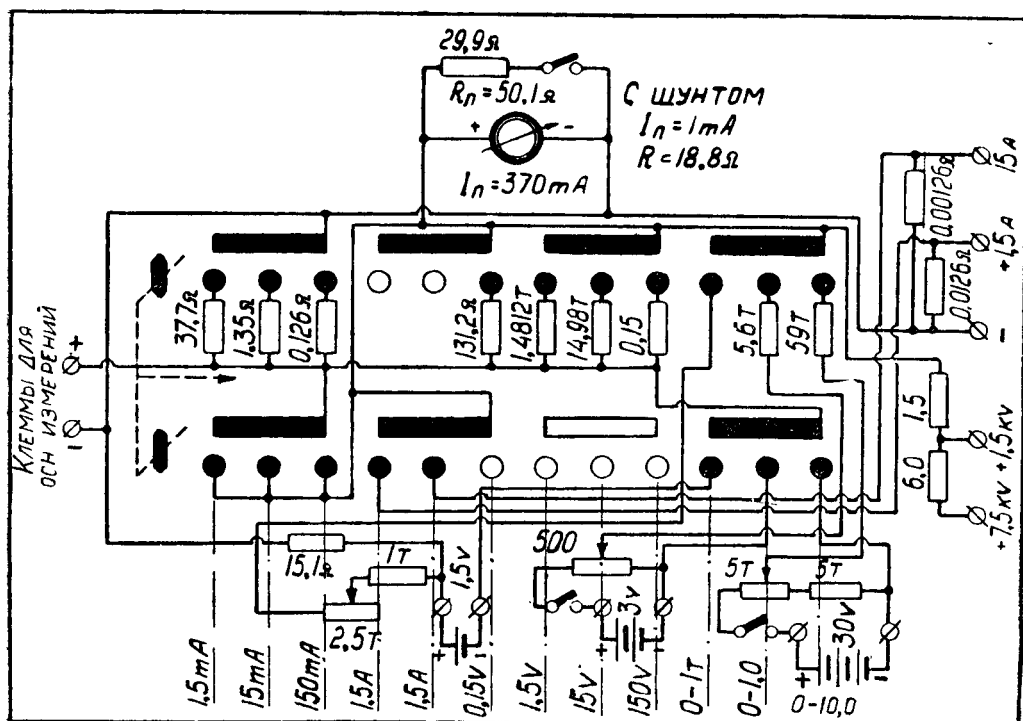 29,9Ω
Rп=50,1Ω
+ -
Iп=370mA
С ШУНТОМ
Iп=1mA
R=18.8Ω
15A
0.00126Ω
+1,5A
0.0126Ω
-
37.7Ω
1.35Ω
0,126Ω
131,2Ω
1,4812Т
14,98Т
0,15
5,6Т
59Т
КЛЕММЫ ДЛЯ
ОСН ИЗМЕРЕНИЙ
+
-
1,5
+1,5KV
6.0
+7,5KV
15,1Ω
1Т
2,5Т
1,5V
+ -
500
3V
+ -
5Т
5Т
30V
+ -
1,5mA
15mA
150mA
1.5A
1,5A
0,15V
1,5V
15V
150V
0-1Т
0-1.0
0-10,0